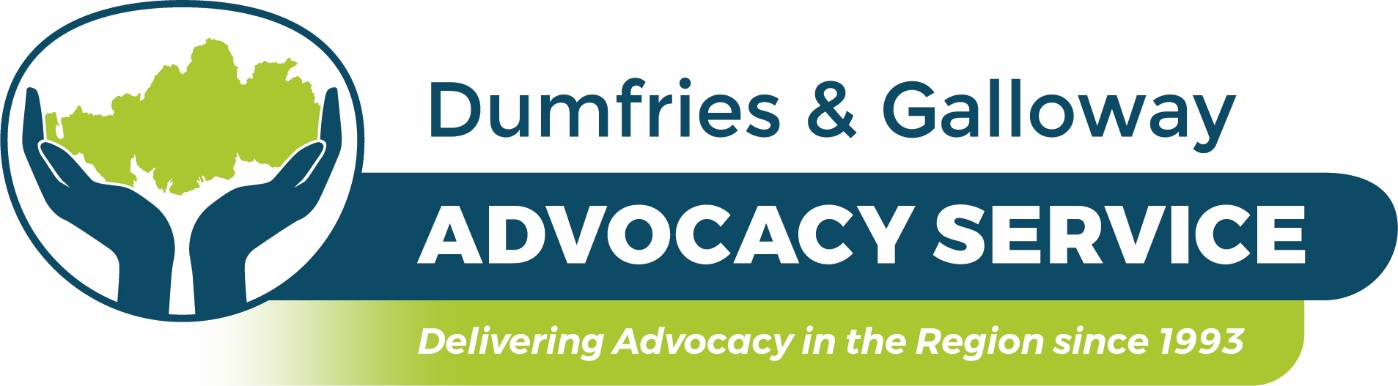 Dumfries & Galloway
ADVOCACY SERVICE
Delivering Advocacy in the Region since 1993